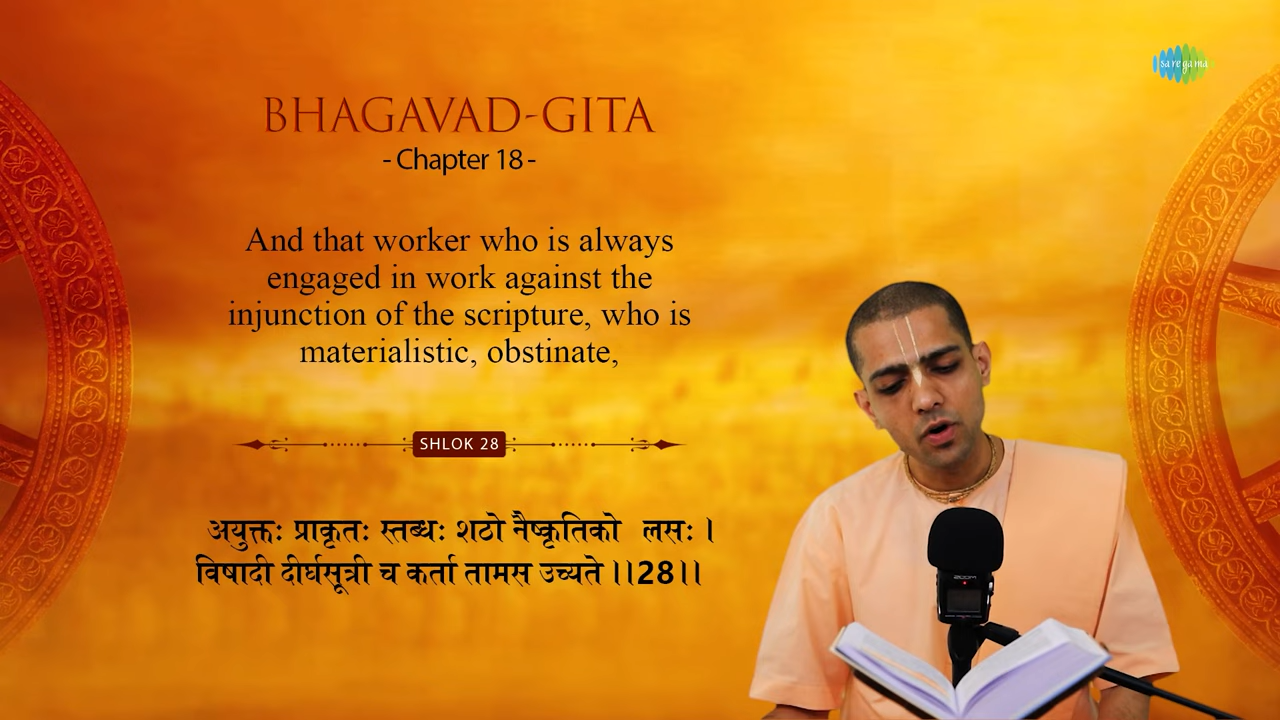 saregama
BHAGAVAD-GITA
- Chapter 18 -
And that worker who is always
engaged in work against the
injunction of the scripture, who is
materialistic, obstinate,
SHLOK 28
अयुक्तः प्राकृतः स्तब्धः शठो नैष्कृतिको लसः ।
विषादी दीर्घसूत्री च कर्ता तामस उच्यते ।।28।।
ZOOM